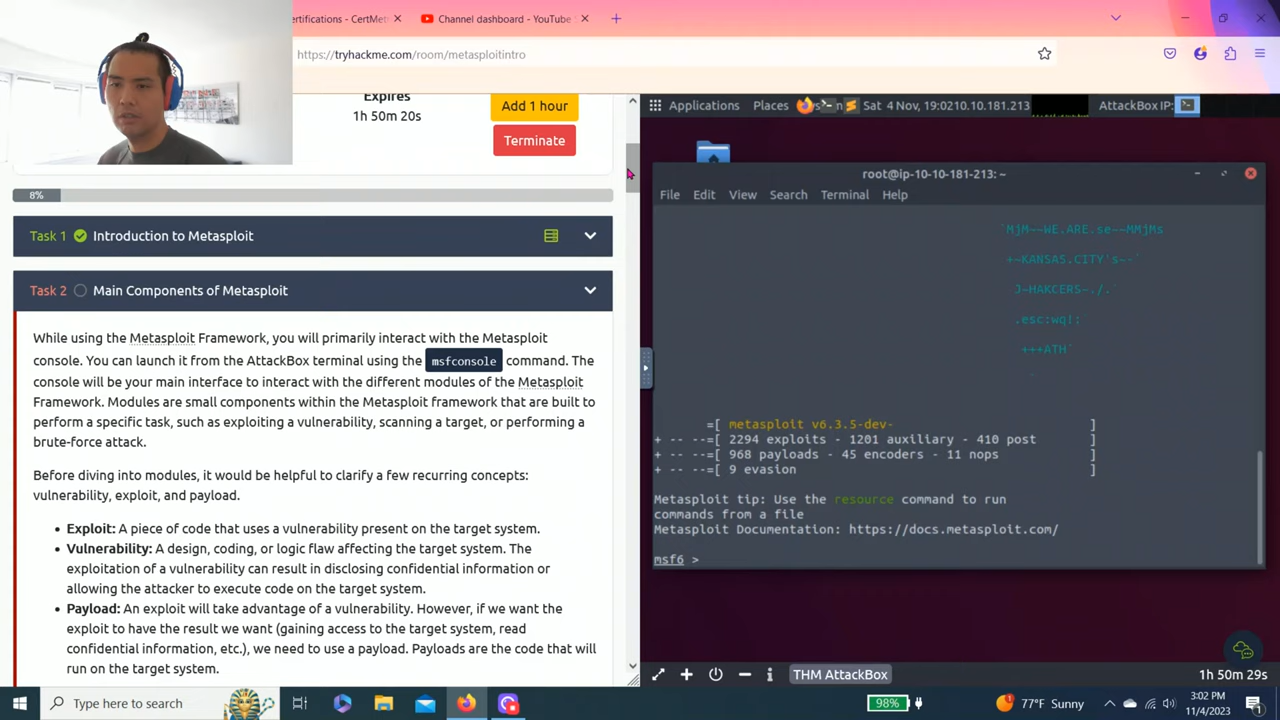 ertifications - CertMet
Channel dashboard - YouTube
https://tryhackme.com/room/metasploitintro
Expires
1h 50m 20s
Add 1 hour
Terminate
8%
Task 1
Introduction to Metasploit
Task 2
Main Components of Metasploit
While using the Metasploit Framework, you will primarily interact with the Metasploit
console. You can launch it from the AttackBox terminal using the msfconsole command. The
console will be your main interface to interact with the different modules of the Metasploit
Framework. Modules are small components within the Metasploit framework that are built to
perform a specific task, such as exploiting a vulnerability, scanning a target, or performing a
brute-force attack.
Before diving into modules, it would be helpful to clarify a few recurring concepts:
vulnerability, exploit, and payload.
• Exploit: A piece of code that uses a vulnerability present on the target system.
• Vulnerability: A design, coding, or logic flaw affecting the target system. The
exploitation of a vulnerability can result in disclosing confidential information or
allowing the attacker to execute code on the target system.
• Payload: An exploit will take advantage of a vulnerability. However, if we want the
exploit to have the result we want (gaining access to the target system, read
confidential information, etc.), we need to use a payload. Payloads are the code that will
run on the target system.
Applications Places Sat 4 Nov, 19:02 10.10.181.213 AttackBox IP:
root@ip-10-10-181-213: ~
File Edit View Search Terminal Help
`MjM~~WE.ARE.se~~MMjMs
+~KANSAS.CITY's~-`
J~HAKCERS~./.`
.esc:wq!:
+++ATH`
`
=[ metasploit v6.3.5-dev- ]
+ -- --=[ 2294 exploits - 1201 auxiliary - 410 post ]
+ -- --=[ 968 payloads - 45 encoders - 11 nops ]
+ -- --=[ 9 evasion ]
Metasploit tip: Use the resource command to run
commands from a file
Metasploit Documentation: https://docs.metasploit.com/
msf6 >
THM AttackBox
1h 50m 29s
Type here to search
98%
77°F Sunny
3:02 PM
11/4/2023
1